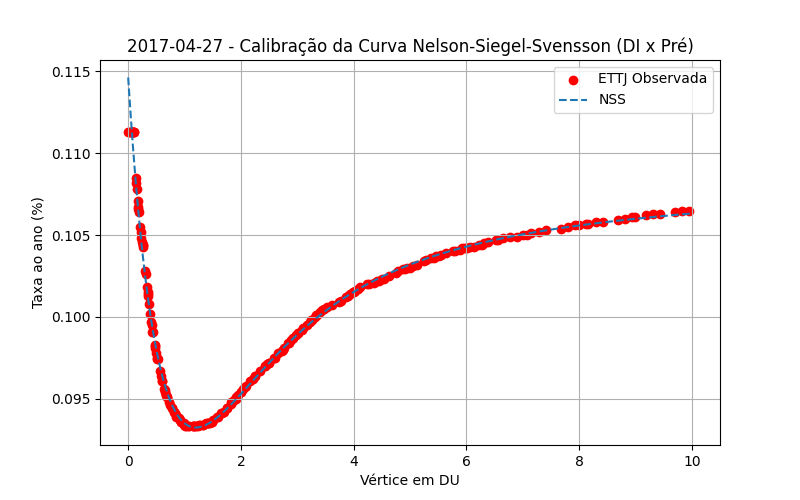 2017-04-27 - Calibração da Curva Nelson-Siegel-Svensson (DI x Pré)
ETTJ Observada
NSS
Taxa ao ano (%)
0.115
0.110
0.105
0.100
0.095
0 2 4 6 8 10
Vértice em DU